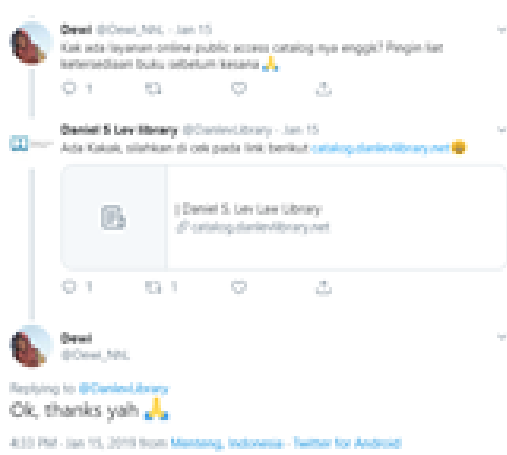 Dewi @Dewi_NNL · Jan 15
Kak ada layanan online public access catalog nya enggk? Pingin liat
ketersediaan buku sebelum kesana 🙏
1
Daniel S Lev library @DanlevLibrary · Jan 15
Ada Kakak, silahkan di cek pada link berikut catalog.danlevlibrary.net
| Daniel S. Lev Law Library
catalog.danlevlibrary.net
1 1
Dewi
@Dewi_NNL
Replying to @DanlevLibrary
Ok, thanks yah 🙏
4:33 PM · Jan 15, 2019 from Menteng, Indonesia · Twitter for Android